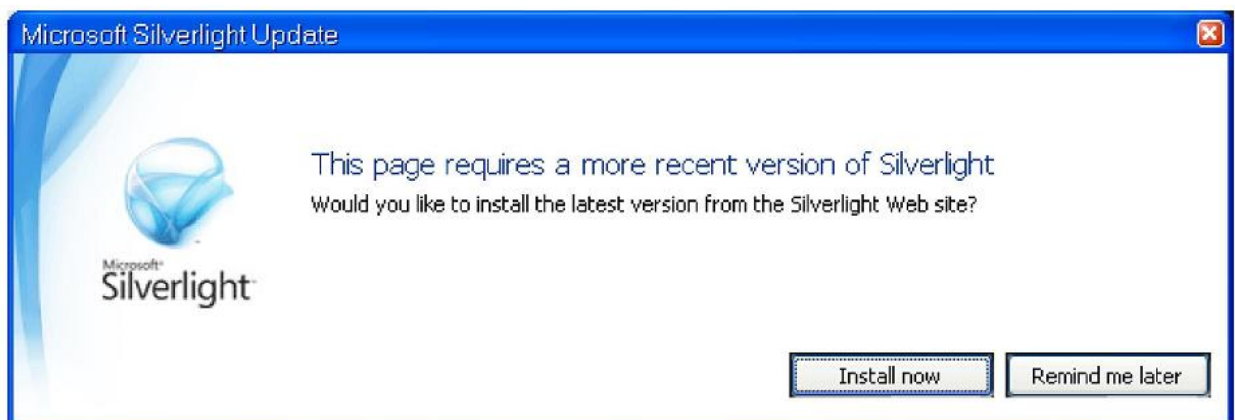 Microsoft Silverlight Update
This page requires a more recent version of Silverlight
Would you like to install the latest version from the Silverlight Web site?
Microsoft®
Silverlight™
Install now
Remind me later